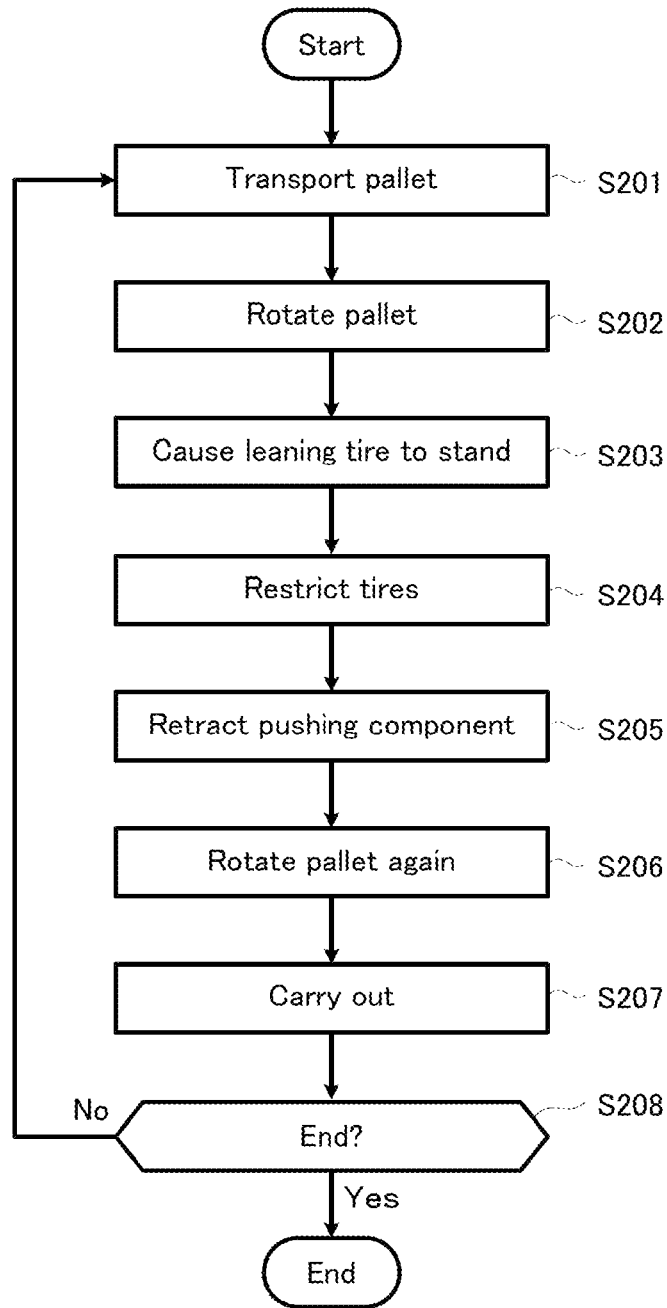 Start
Transport pallet S201
Rotate pallet S202
Cause leaning tire to stand S203
Restrict tires S204
Retract pushing component S205
Rotate pallet again S206
Carry out S207
No
End? S208
Yes
End